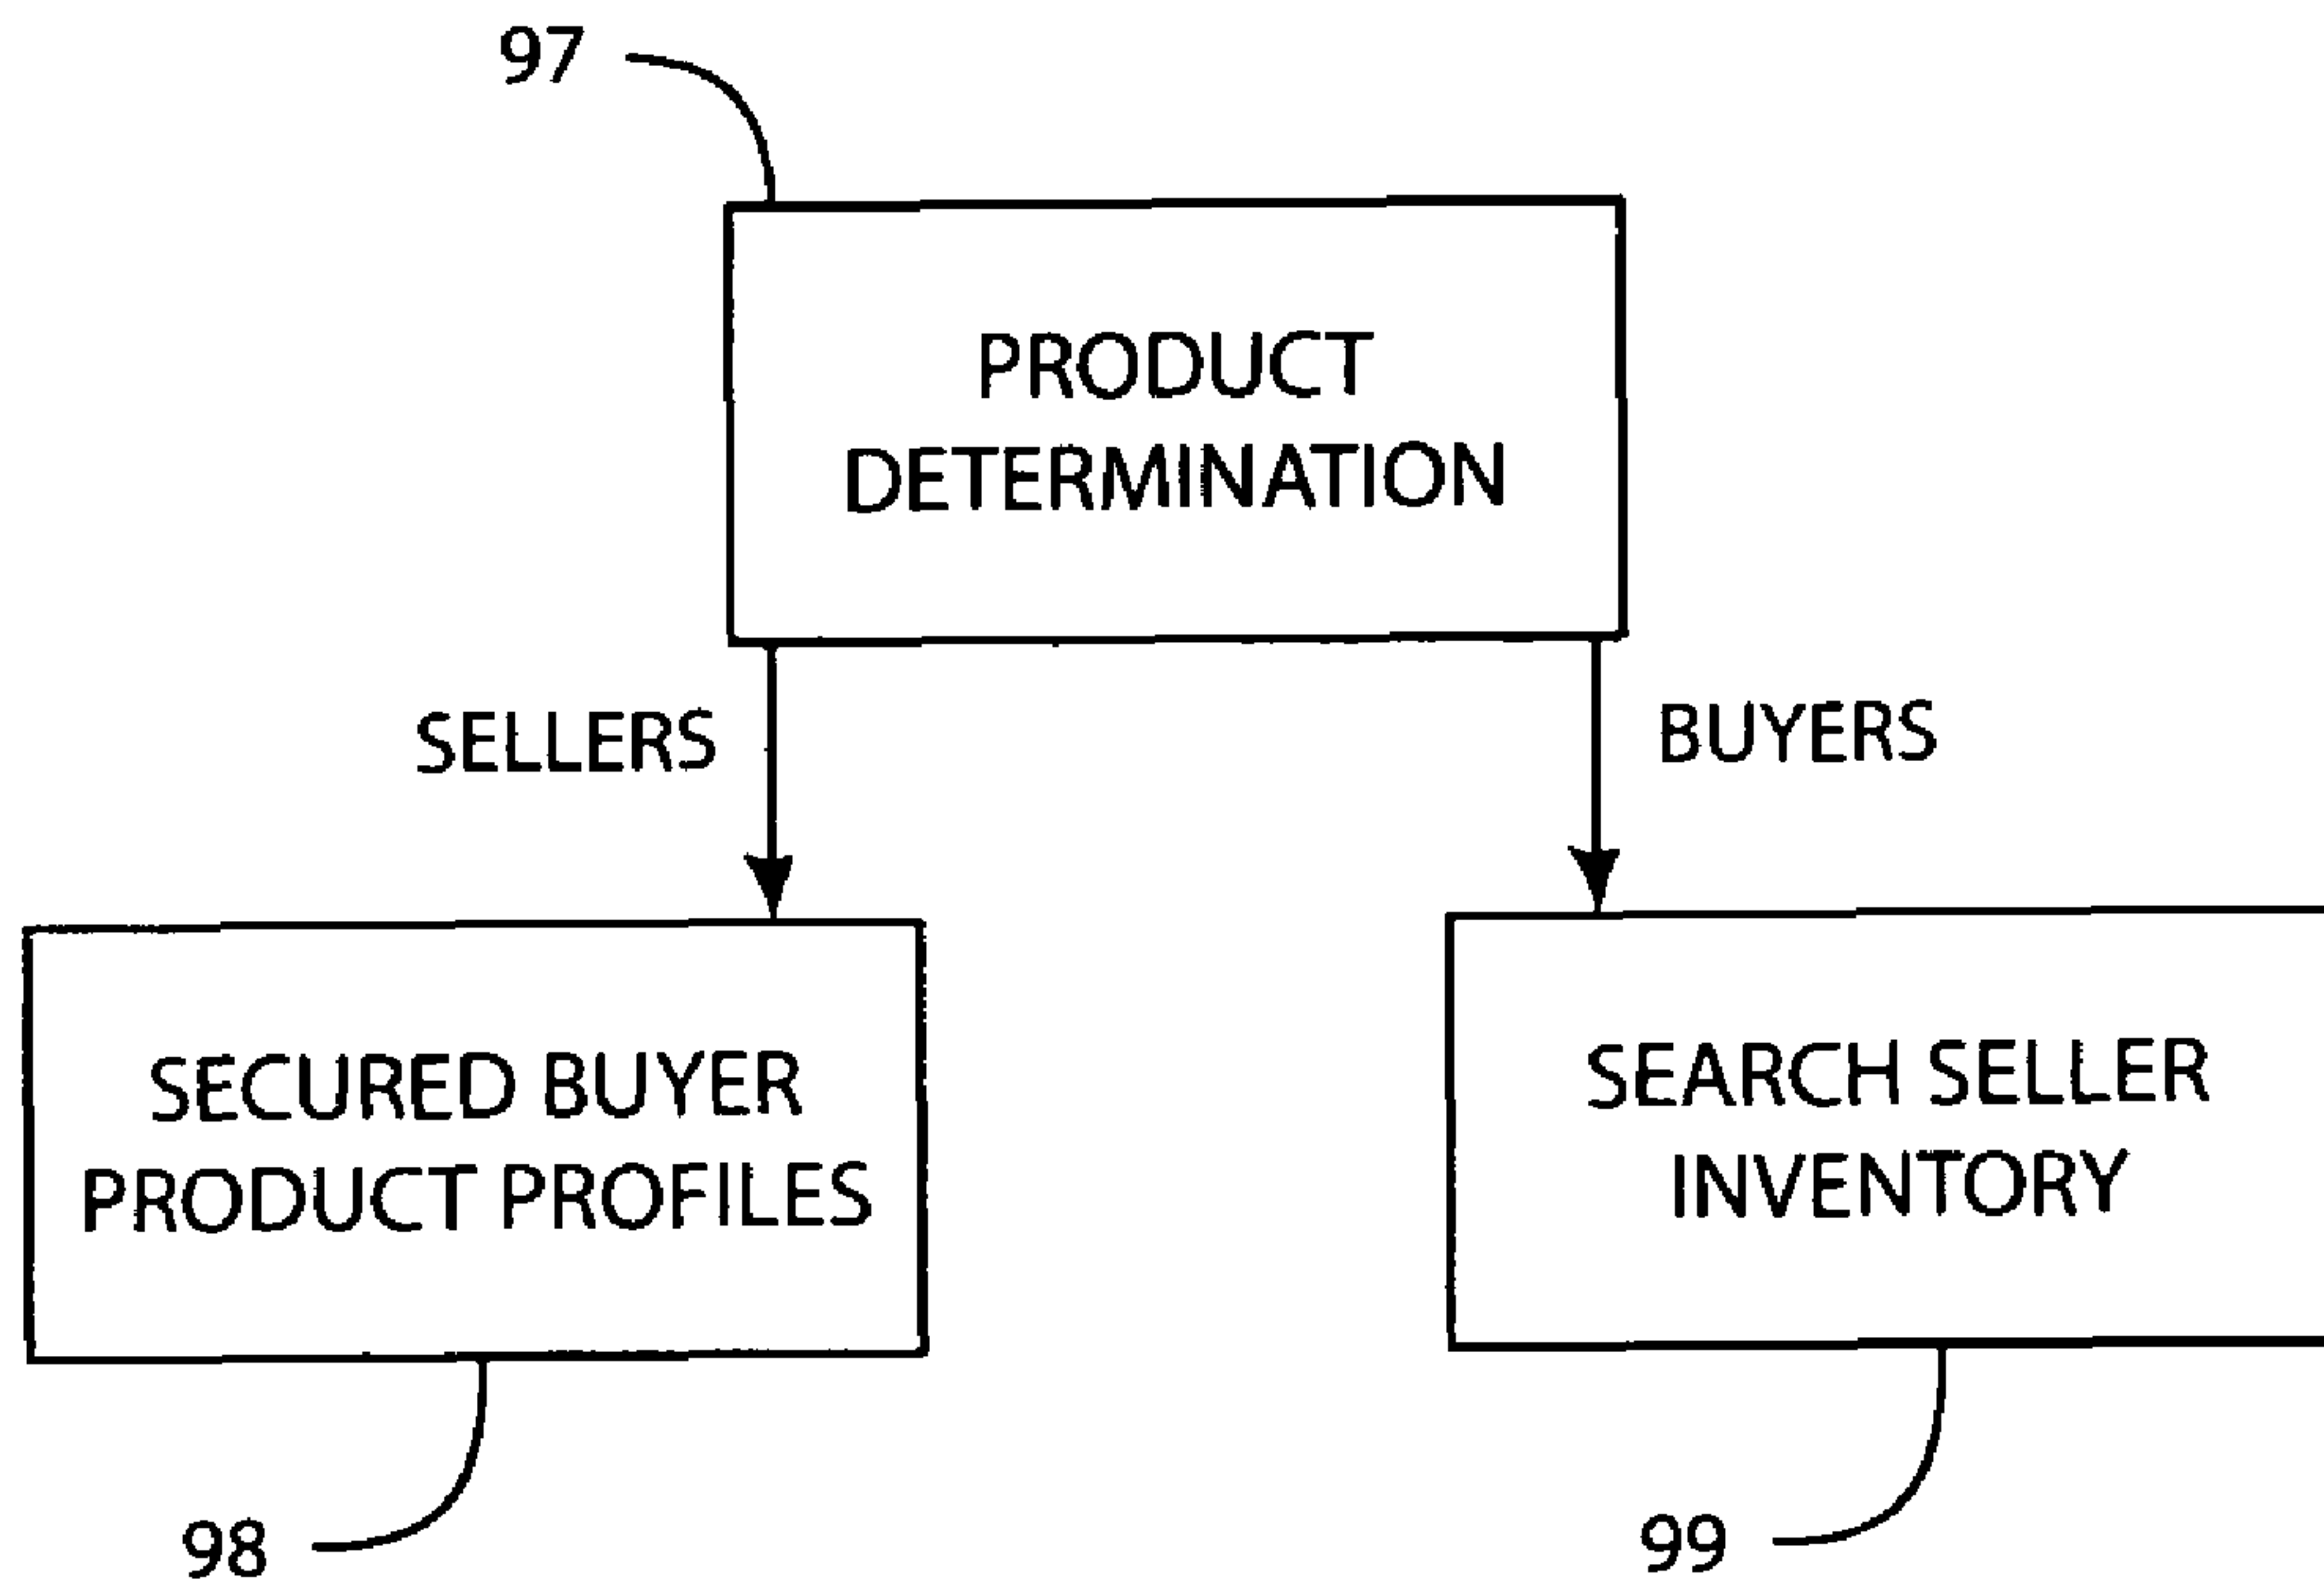 97
PRODUCT
DETERMINATION
SELLERS
BUYERS
SECURED BUYER
PRODUCT PROFILES
SEARCH SELLER
INVENTORY
98
99